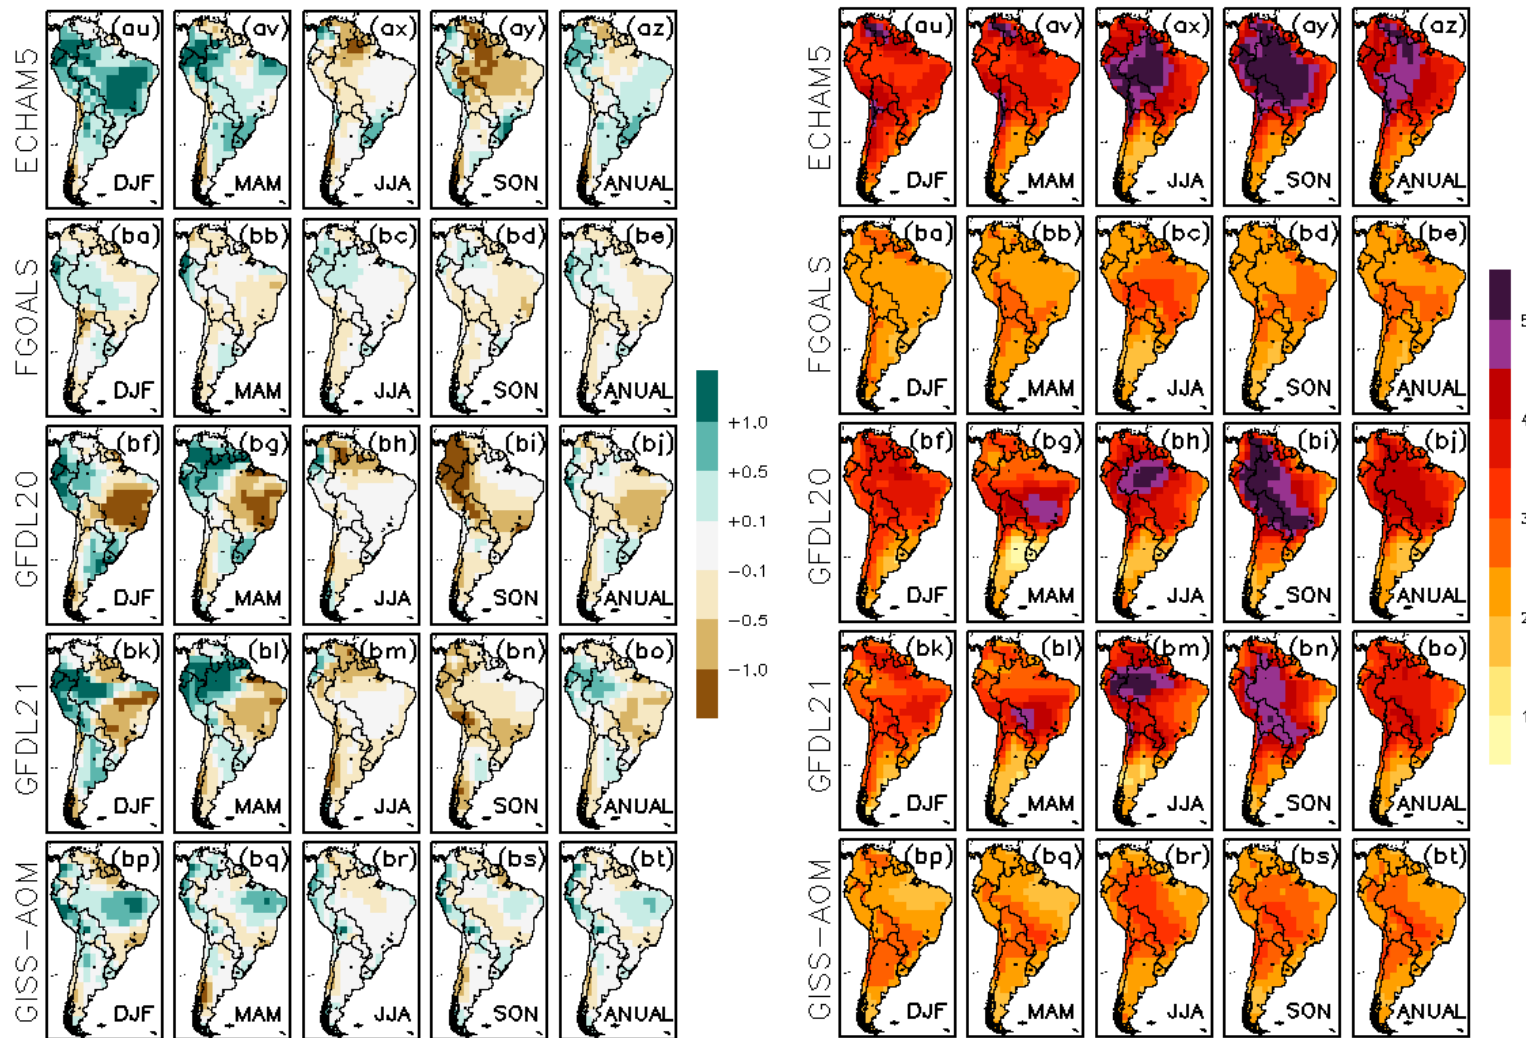 ECHAM5
(au) (av) (ax) (ay) (az)
DJF MAM JJA SON ANUAL
FGOALS
(ba) (bb) (bc) (bd) (be)
DJF MAM JJA SON ANUAL
GFDL20
(bf) (bg) (bh) (bi) (bj)
DJF MAM JJA SON ANUAL
GFDL21
(bk) (bl) (bm) (bn) (bo)
DJF MAM JJA SON ANUAL
GISS-AOM
(bp) (bq) (br) (bs) (bt)
DJF MAM JJA SON ANUAL
+1.0
+0.5
+0.1
-0.1
-0.5
-1.0
ECHAM5
(au) (av) (ax) (ay) (az)
DJF MAM JJA SON ANUAL
FGOALS
(ba) (bb) (bc) (bd) (be)
DJF MAM JJA SON ANUAL
GFDL20
(bf) (bg) (bh) (bi) (bj)
DJF MAM JJA SON ANUAL
GFDL21
(bk) (bl) (bm) (bn) (bo)
DJF MAM JJA SON ANUAL
GISS-AOM
(bp) (bq) (br) (bs) (bt)
DJF MAM JJA SON ANUAL
5
4
3
2
1